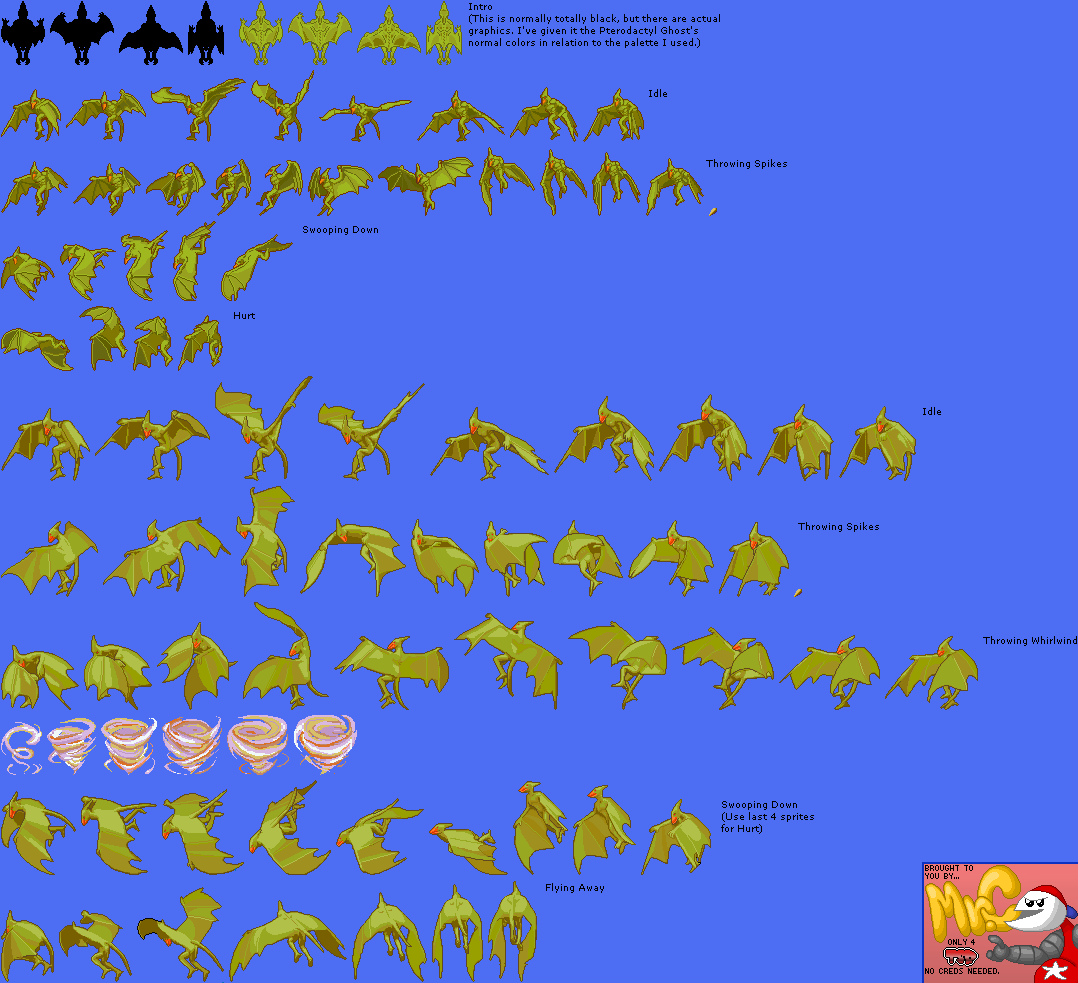 Intro
(This is normally totally black, but there are actual
graphics. I've given it the Pterodactyl Ghost's
normal colors in relation to the palette I used.)
Idle
Throwing Spikes
Swooping Down
Hurt
Idle
Throwing Spikes
Throwing Whirlwind
Swooping Down
(Use last 4 sprites
for Hurt)
Flying Away
BROUGHT TO
YOU BY...
Mr. C
ONLY 4
NO CREDS NEEDED.